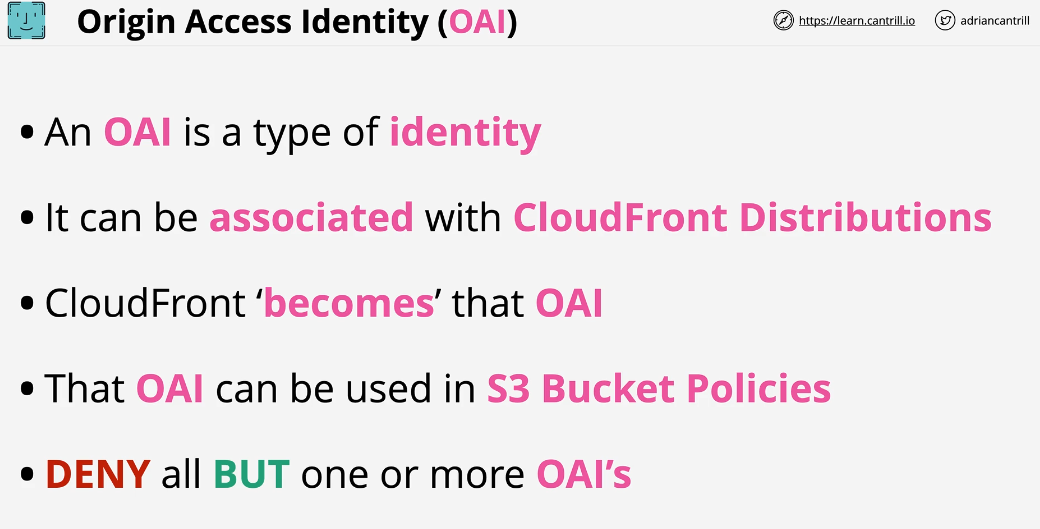 Origin Access Identity (OAI)
https://learn.cantrill.io
adriancantrill
• An OAI is a type of identity
• It can be associated with CloudFront Distributions
• CloudFront ‘becomes’ that OAI
• That OAI can be used in S3 Bucket Policies
• DENY all BUT one or more OAI’s